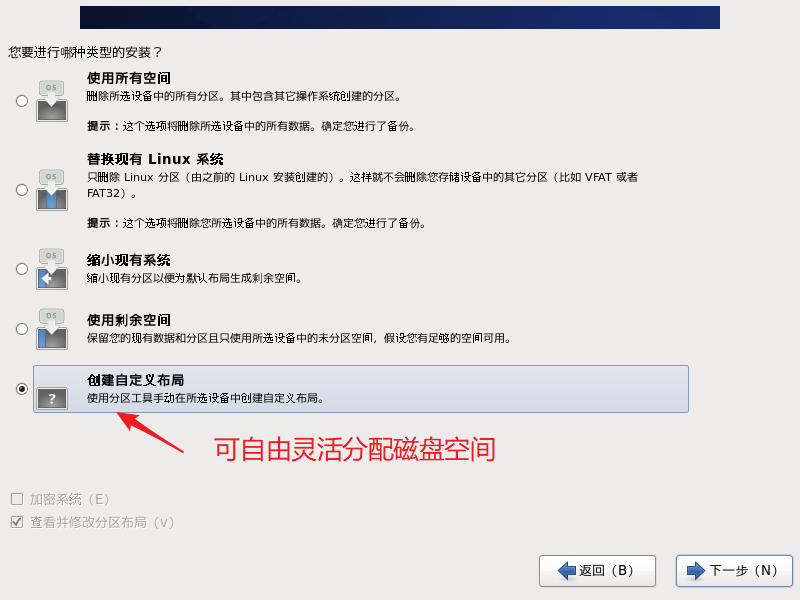 您要进行哪种类型的安装？
OS
使用所有空间
删除所选设备中的所有分区。其中包含其它操作系统创建的分区。
提示：这个选项将删除所选设备中的所有数据。确定您进行了备份。
OS
替换现有 Linux 系统
只删除 Linux 分区（由之前的 Linux 安装创建的）。这样就不会删除您存储设备中的其它分区（比如 VFAT 或者
FAT32）。
提示：这个选项将删除您所选设备中的所有数据。确定您进行了备份。
OS
缩小现有系统
缩小现有分区以便为默认布局生成剩余空间。
OS
使用剩余空间
保留您的现有数据和分区且只使用所选设备中的未分区空间，假设您有足够的空间可用。
?
创建自定义布局
使用分区工具手动在所选设备中创建自定义布局。
可自由灵活分配磁盘空间
加密系统（E）
查看并修改分区布局（v）
返回（B）
下一步（N）